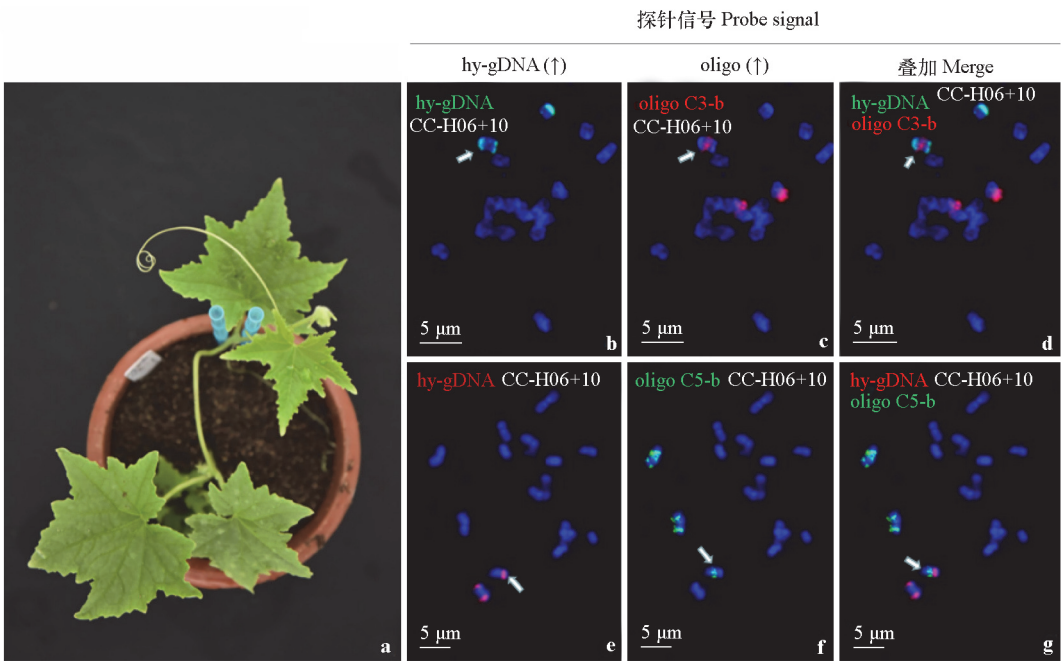 探针信号 Probe signal
hy-gDNA (↑)
oligo (↑)
叠加 Merge
hy-gDNA
CC-H06+10
5 μm
b
oligo C3-b
CC-H06+10
5 μm
c
hy-gDNA CC-H06+10
oligo C3-b
5 μm
d
a
hy-gDNA CC-H06+10
5 μm
e
oligo C5-b CC-H06+10
5 μm
f
hy-gDNA CC-H06+10
oligo C5-b
5 μm
g